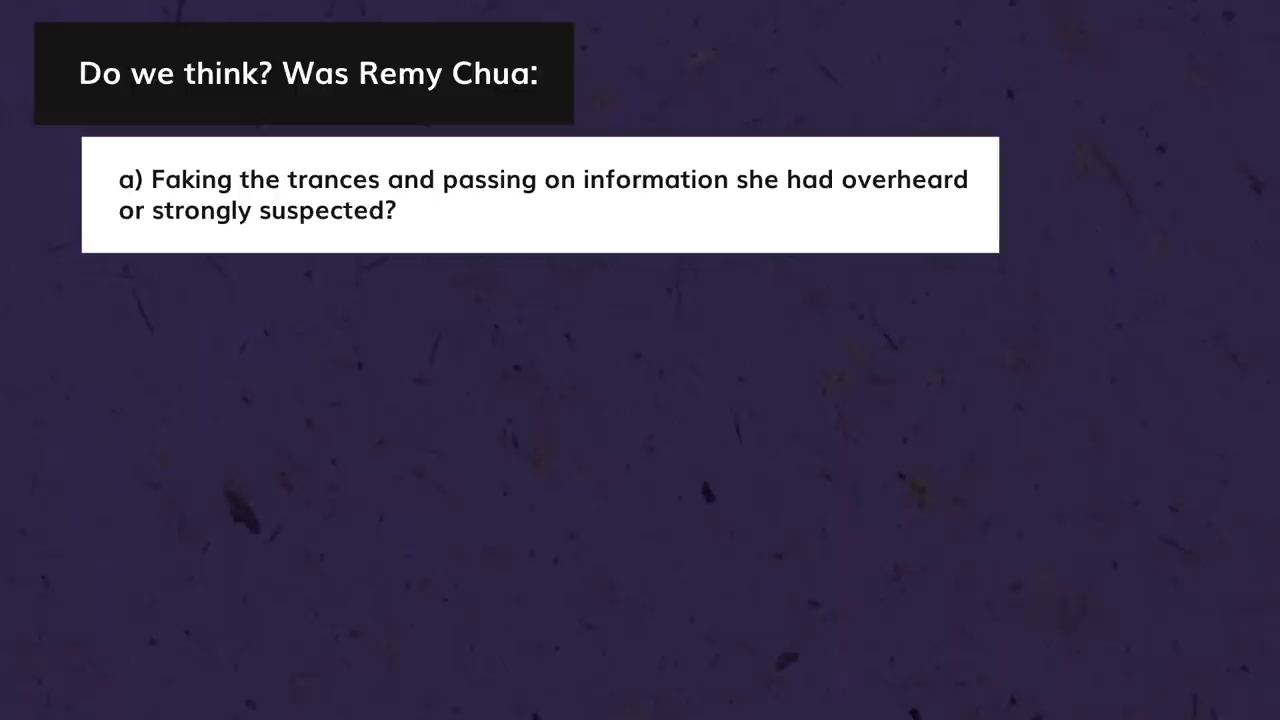 Do we think? Was Remy Chua:
a) Faking the trances and passing on information she had overheard
or strongly suspected?